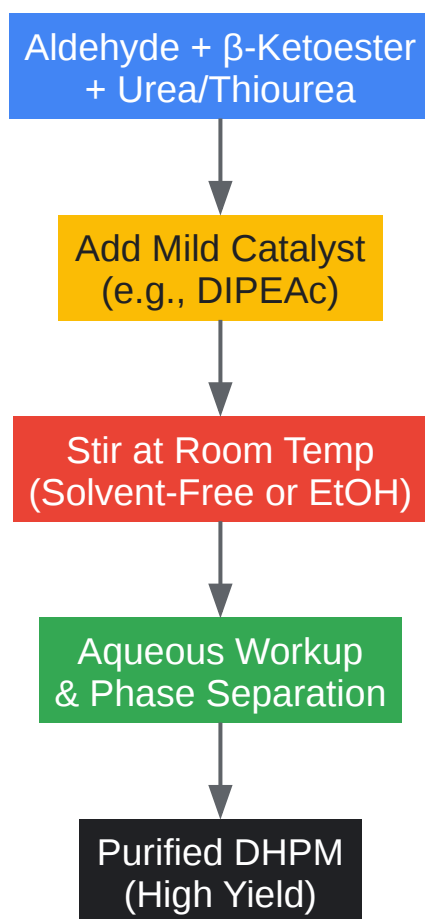 Aldehyde + β-Ketoester
+ Urea/Thiourea
Add Mild Catalyst
(e.g., DIPEAc)
Stir at Room Temp
(Solvent-Free or EtOH)
Aqueous Workup
& Phase Separation
Purified DHPM
(High Yield)